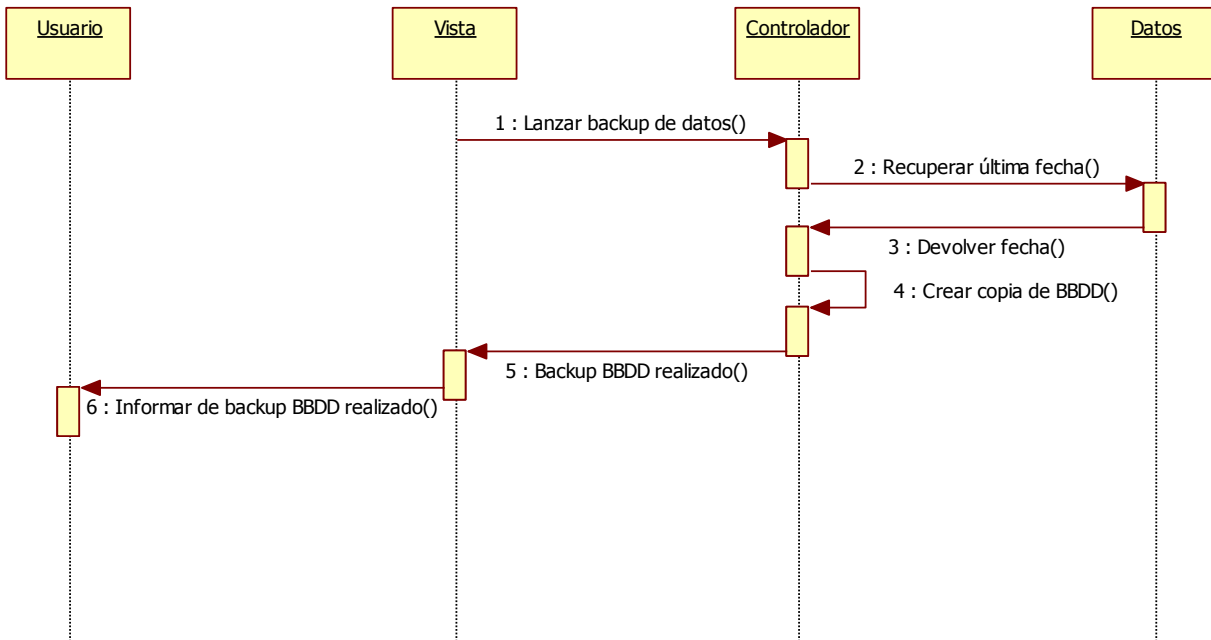 Usuario
Vista
Controlador
Datos
1 : Lanzar backup de datos()
2 : Recuperar última fecha()
3 : Devolver fecha()
4 : Crear copia de BBDD()
5 : Backup BBDD realizado()
6 : Informar de backup BBDD realizado()